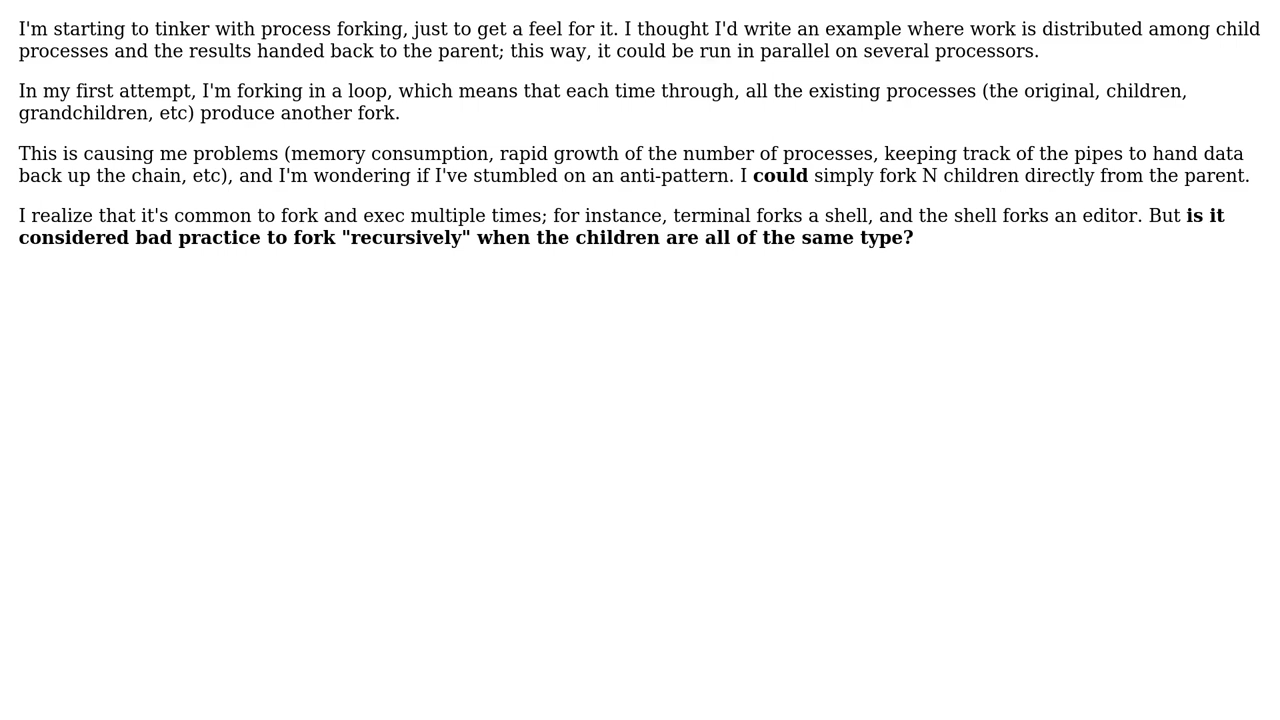 I'm starting to tinker with process forking, just to get a feel for it. I thought I'd write an example where work is distributed among child
processes and the results handed back to the parent; this way, it could be run in parallel on several processors.
In my first attempt, I'm forking in a loop, which means that each time through, all the existing processes (the original, children,
grandchildren, etc) produce another fork.
This is causing me problems (memory consumption, rapid growth of the number of processes, keeping track of the pipes to hand data
back up the chain, etc), and I'm wondering if I've stumbled on an anti-pattern. I could simply fork N children directly from the parent.
I realize that it's common to fork and exec multiple times; for instance, terminal forks a shell, and the shell forks an editor. But is it
considered bad practice to fork "recursively" when the children are all of the same type?